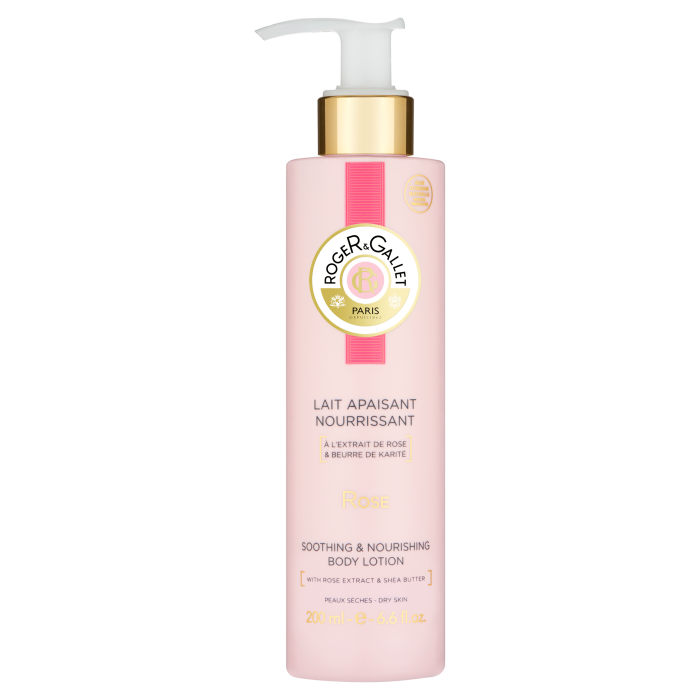 ROGER&GALLET
PARIS
LAIT APAISANT
NOURRISSANT
À L'EXTRAIT DE ROSE
& BEURRE DE KARITÉ
ROSE
SOOTHING & NOURISHING
BODY LOTION
WITH ROSE EXTRACT & SHEA BUTTER
PEAUX SÈCHES - DRY SKIN
200 ml - 6.6 fl.oz.